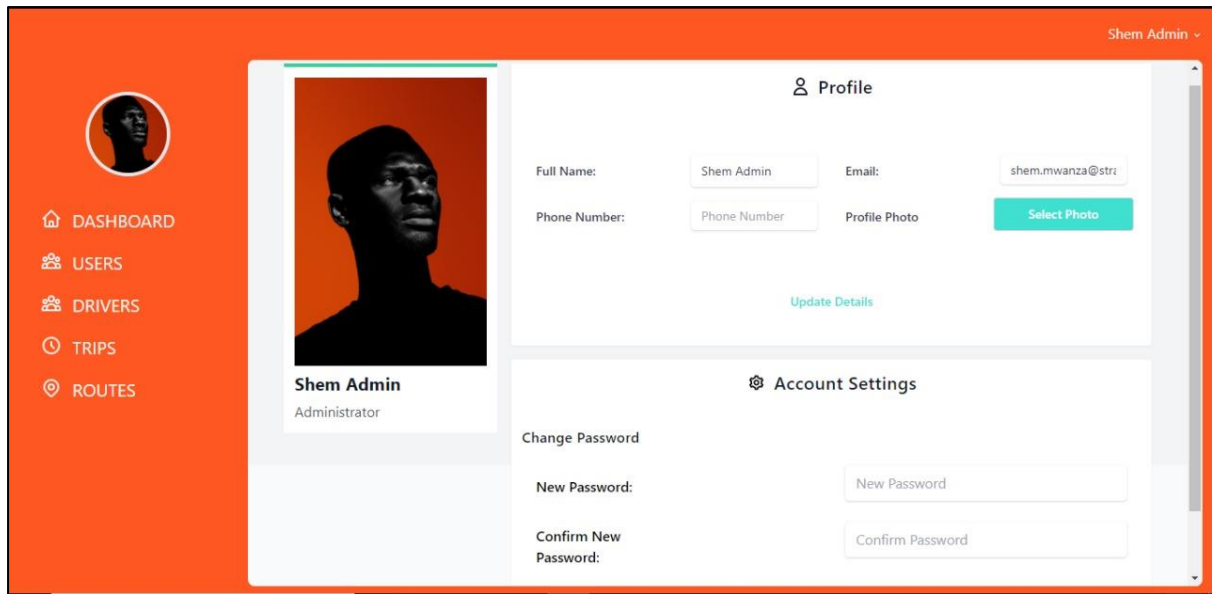 Shem Admin
DASHBOARD
USERS
DRIVERS
TRIPS
ROUTES
Shem Admin
Administrator
Profile
Full Name:
Shem Admin
Email:
shem.mwanza@stra
Phone Number:
Phone Number
Profile Photo
Select Photo
Update Details
Account Settings
Change Password
New Password:
New Password
Confirm New
Password:
Confirm Password